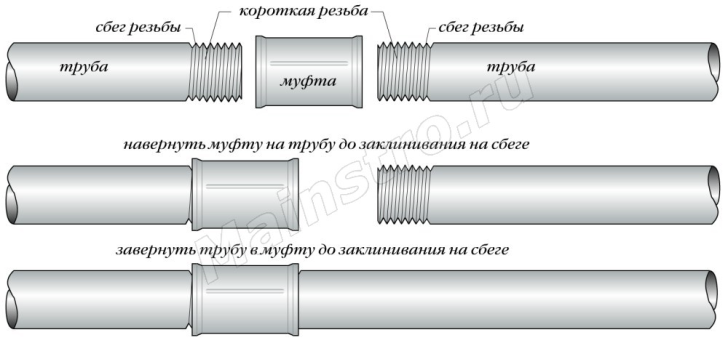 сбег резьбы
короткая резьба
сбег резьбы
труба
муфта
труба
навернуть муфту на трубу до заклинивания на сбеге
завернуть трубу в муфту до заклинивания на сбеге
Mainstro.ru